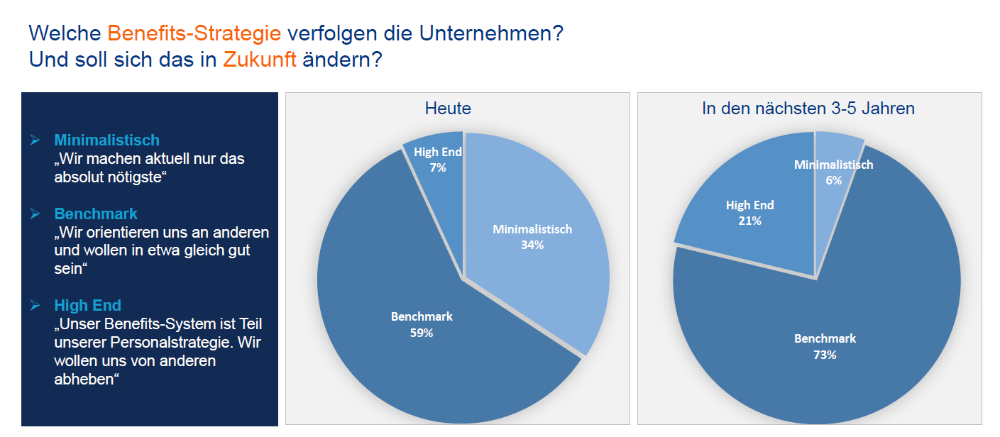 Welche Benefits-Strategie verfolgen die Unternehmen?
Und soll sich das in Zukunft ändern?
Minimalistisch
„Wir machen aktuell nur das
absolut nötigste“
Benchmark
„Wir orientieren uns an anderen
und wollen in etwa gleich gut
sein“
High End
„Unser Benefits-System ist Teil
unserer Personalstrategie. Wir
wollen uns von anderen
abheben“
Heute
High End
7%
Minimalistisch
34%
Benchmark
59%
In den nächsten 3-5 Jahren
Minimalistisch
6%
High End
21%
Benchmark
73%